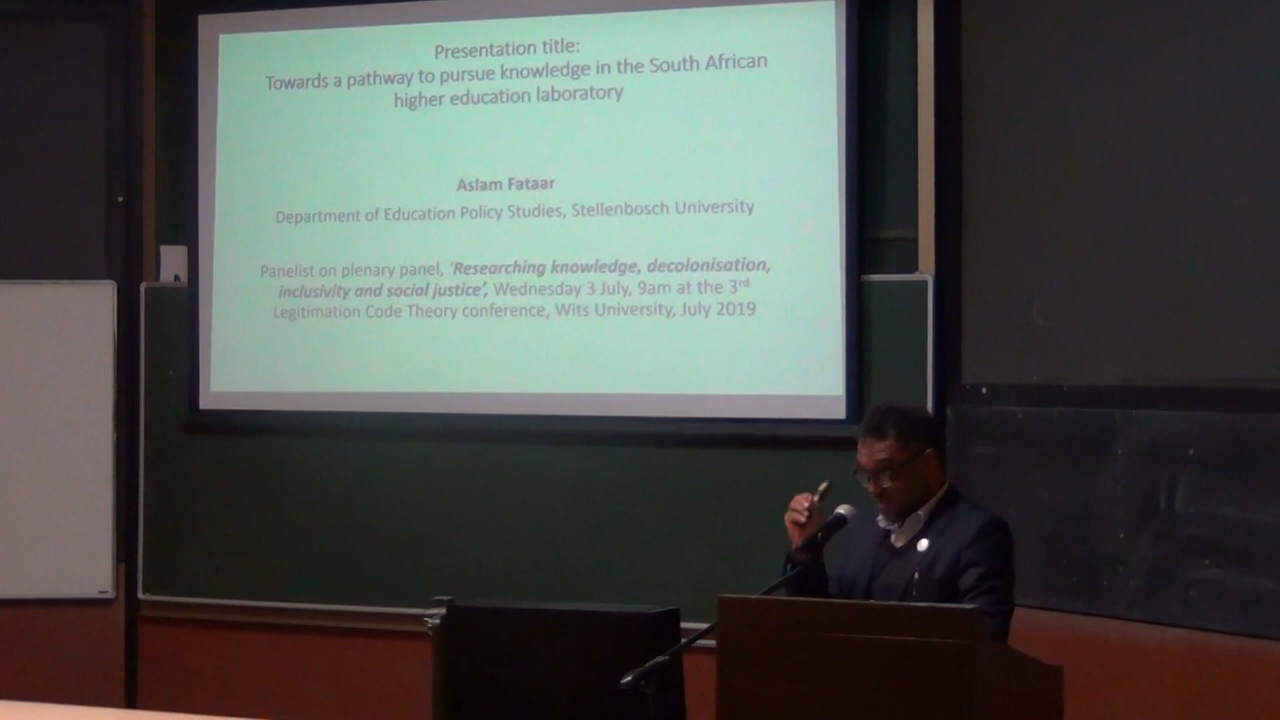 Presentation title:
Towards a pathway to pursue knowledge in the South African
higher education laboratory
Aslam Fataar
Department of Education Policy Studies, Stellenbosch University
Panelist on plenary panel, ‘Researching knowledge, decolonisation,
inclusivity and social justice’, Wednesday 3 July, 9am at the 3rd
Legitimation Code Theory conference, Wits University, July 2019